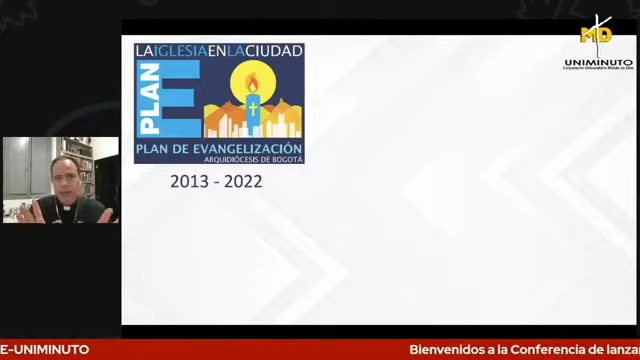 LAIGLESIAENLACIUDAD
PLAN
E
PLAN DE EVANGELIZACIÓN
ARQUIDIÓCESIS DE BOGOTÁ
2013 - 2022
MD
UNIMINUTO
Corporación Universitaria Minuto de Dios
E-UNIMINUTO
Bienvenidos a la Conferencia de lanza